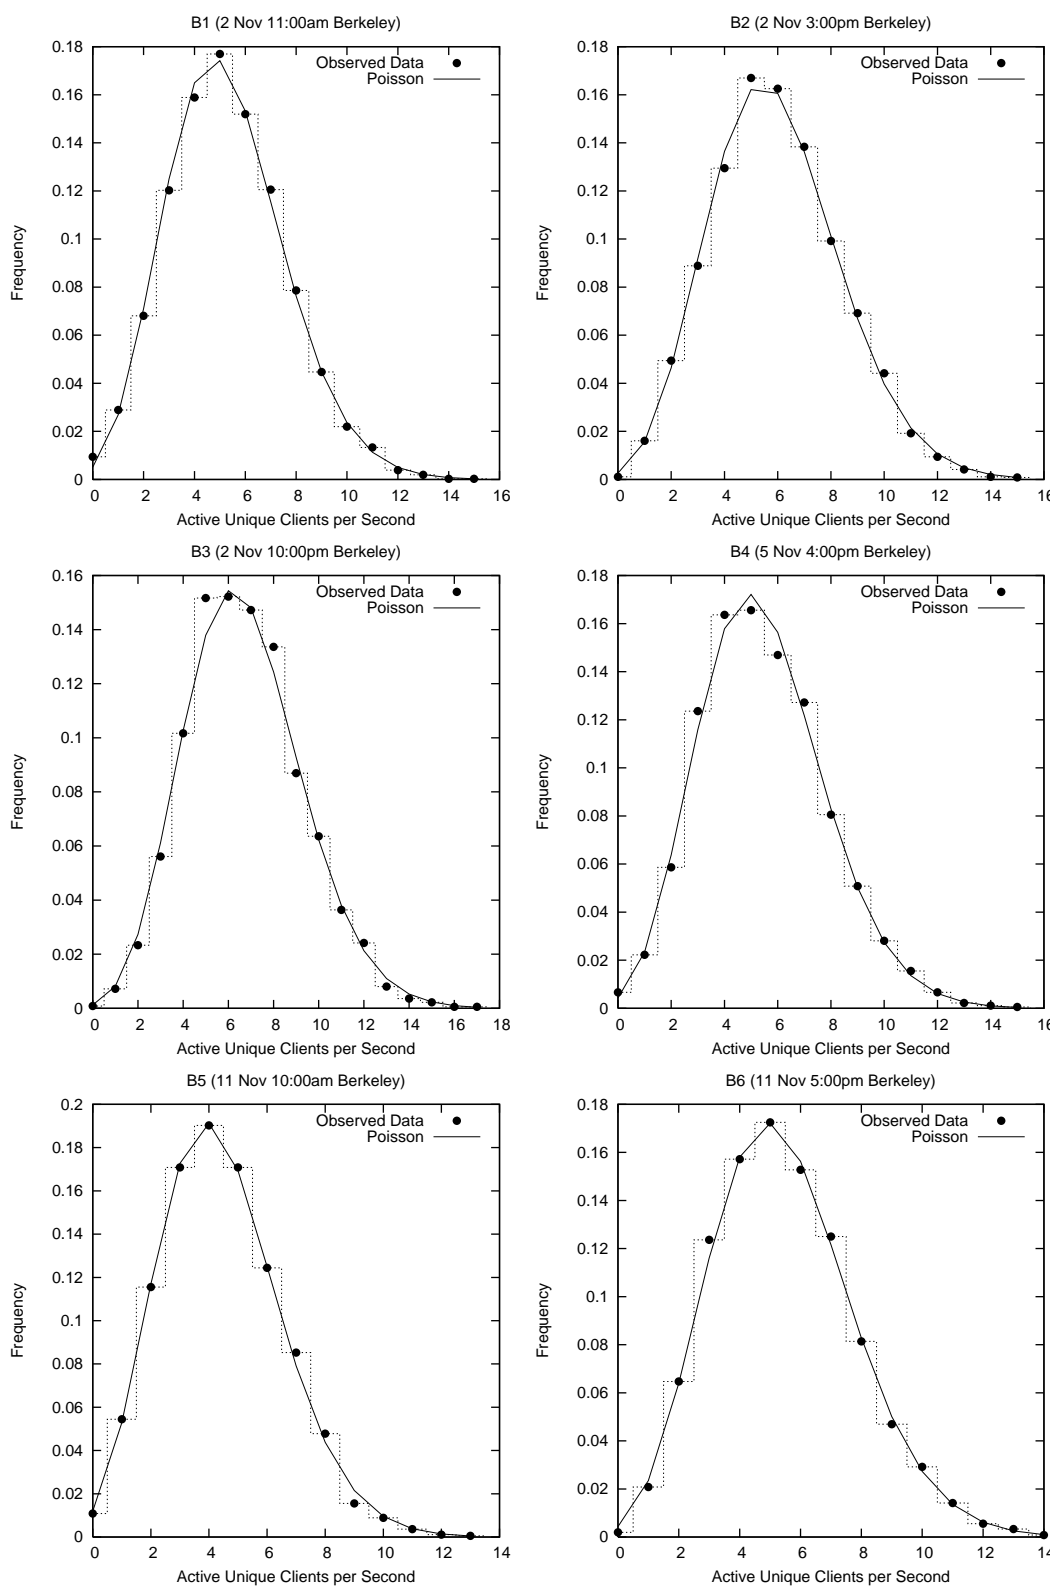 B1 (2 Nov 11:00am Berkeley)
0.18
0.16
0.14
0.12
0.1
0.08
0.06
0.04
0.02
0
Frequency
Observed Data
Poisson
0 2 4 6 8 10 12 14 16
Active Unique Clients per Second
B2 (2 Nov 3:00pm Berkeley)
0.18
0.16
0.14
0.12
0.1
0.08
0.06
0.04
0.02
0
Frequency
Observed Data
Poisson
0 2 4 6 8 10 12 14 16
Active Unique Clients per Second
B3 (2 Nov 10:00pm Berkeley)
0.16
0.14
0.12
0.1
0.08
0.06
0.04
0.02
0
Frequency
Observed Data
Poisson
0 2 4 6 8 10 12 14 16 18
Active Unique Clients per Second
B4 (5 Nov 4:00pm Berkeley)
0.18
0.16
0.14
0.12
0.1
0.08
0.06
0.04
0.02
0
Frequency
Observed Data
Poisson
0 2 4 6 8 10 12 14 16
Active Unique Clients per Second
B5 (11 Nov 10:00am Berkeley)
0.2
0.18
0.16
0.14
0.12
0.1
0.08
0.06
0.04
0.02
0
Frequency
Observed Data
Poisson
0 2 4 6 8 10 12 14
Active Unique Clients per Second
B6 (11 Nov 5:00pm Berkeley)
0.18
0.16
0.14
0.12
0.1
0.08
0.06
0.04
0.02
0
Frequency
Observed Data
Poisson
0 2 4 6 8 10 12 14
Active Unique Clients per Second